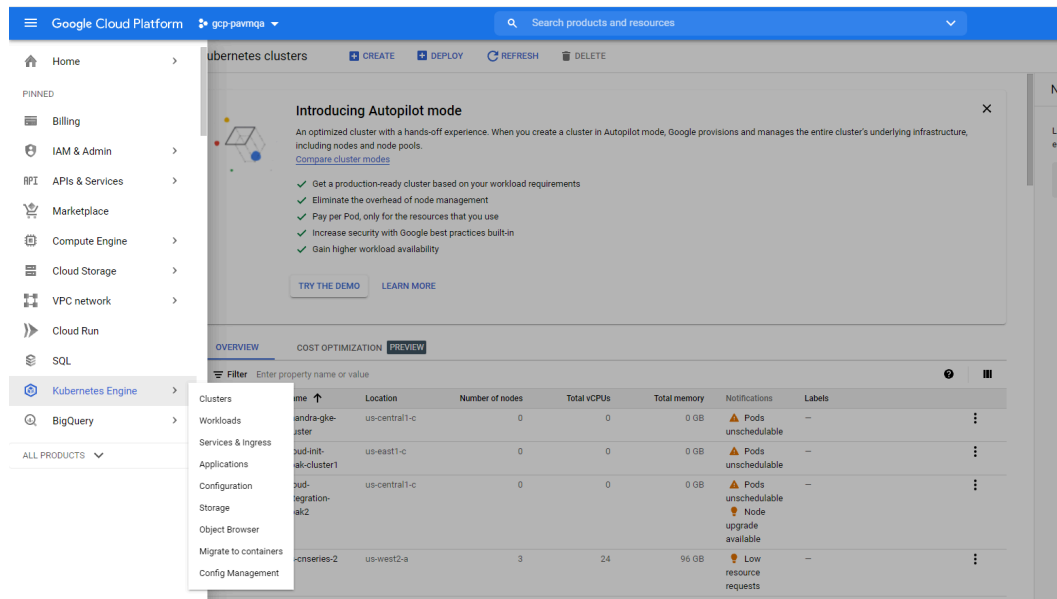 Google Cloud Platform gcp-pavmqa Search products and resources
Home
PINNED
Billing
IAM & Admin
API APIs & Services
Marketplace
Compute Engine
Cloud Storage
VPC network
Cloud Run
SQL
Kubernetes Engine
BigQuery
ALL PRODUCTS
Clusters
Workloads
Services & Ingress
Applications
Configuration
Storage
Object Browser
Migrate to containers
Config Management
ubernetes clusters CREATE DEPLOY REFRESH DELETE
Introducing Autopilot mode
An optimized cluster with a hands-off experience. When you create a cluster in Autopilot mode, Google provisions and manages the entire cluster's underlying infrastructure,
including nodes and node pools.
Compare cluster modes
Get a production-ready cluster based on your workload requirements
Eliminate the overhead of node management
Pay per Pod, only for the resources that you use
Increase security with Google best practices built-in
Gain higher workload availability
TRY THE DEMO LEARN MORE
OVERVIEW COST OPTIMIZATION PREVIEW
Filter Enter property name or value
me Location Number of nodes Total vCPUs Total memory Notifications Labels
andra-gke- us-central1-c 0 0 0 GB Pods –
uster unschedulable
oud-init- us-east1-c 0 0 0 GB Pods –
ak-cluster1 unschedulable
oud- us-central1-c 0 0 0 GB Pods –
tegration- unschedulable
ak2 Node
upgrade
available
-cnseries-2 us-west2-a 3 24 96 GB Low –
resource
requests